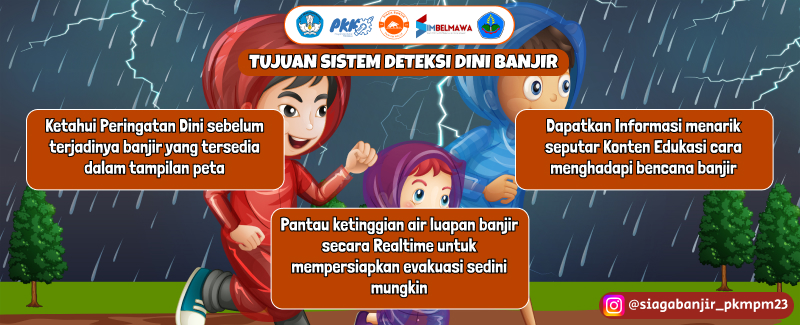 PKK
SIMBELMAWA
TUJUAN SISTEM DETEKSI DINI BANJIR
Ketahui Peringatan Dini sebelum
terjadinya banjir yang tersedia
dalam tampilan peta
Dapatkan Informasi menarik
seputar Konten Edukasi cara
menghadapi bencana banjir
Pantau ketinggian air luapan banjir
secara Realtime untuk
mempersiapkan evakuasi sedini
mungkin
@siagabanjir_pkmpm23